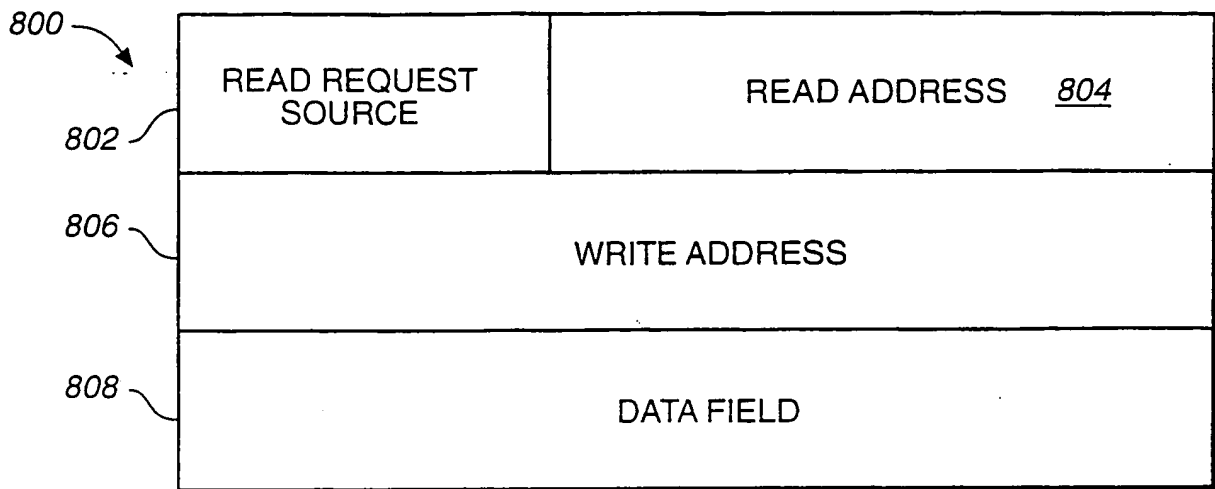 800
READ REQUEST
SOURCE
READ ADDRESS 804
802
806
WRITE ADDRESS
808
DATA FIELD